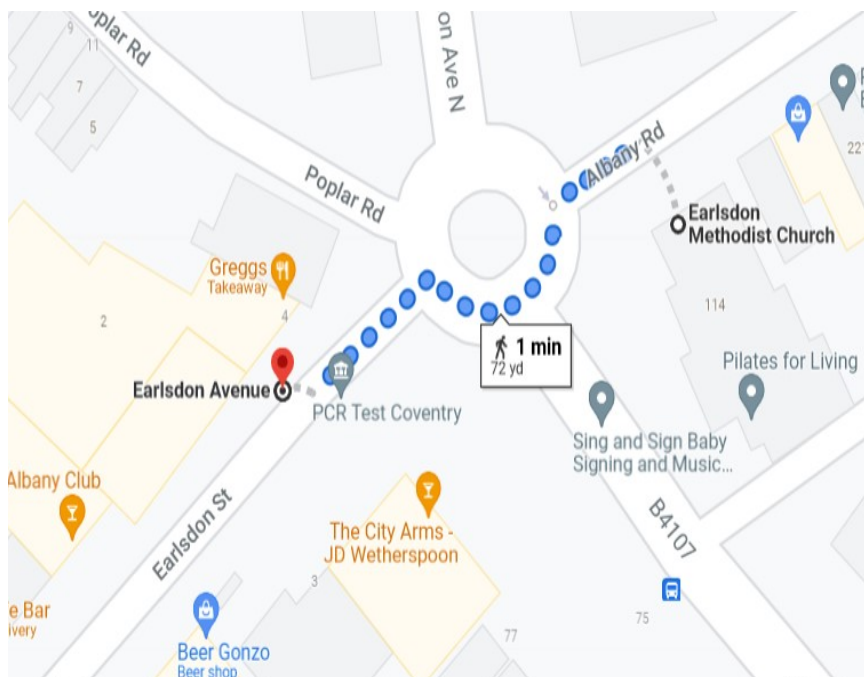 oplar Rd
9
11
7
5
on Ave N
Poplar Rd
Albany Rd
221
Earlsdon
Methodist Church
114
Greggs
Takeaway
4
2
1 min
72 yd
Earlsdon Avenue
PCR Test Coventry
Pilates for Living
Sing and Sign Baby
Signing and Music...
Albany Club
The City Arms -
JD Wetherspoon
Earlsdon St
B4107
3
e Bar
ivery
75
77
Beer Gonzo
Beer shop